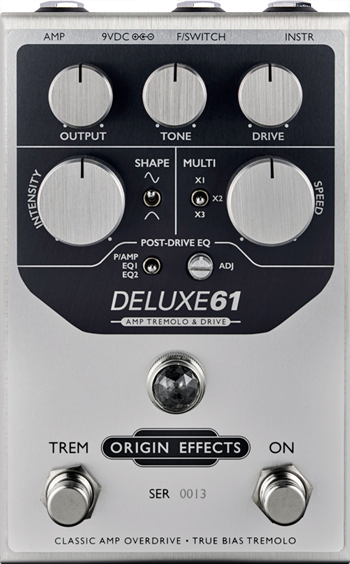 AMP 9VDC F/SWITCH INSTR
OUTPUT TONE DRIVE
INTENSITY
SHAPE
MULTI
X1
X2
X3
SPEED
POST-DRIVE EQ
P/AMP
EQ1
EQ2
ADJ
DELUXE61
AMP TREMOLO & DRIVE
TREM ORIGIN EFFECTS ON
SER 0013
CLASSIC AMP OVERDRIVE • TRUE BIAS TREMOLO